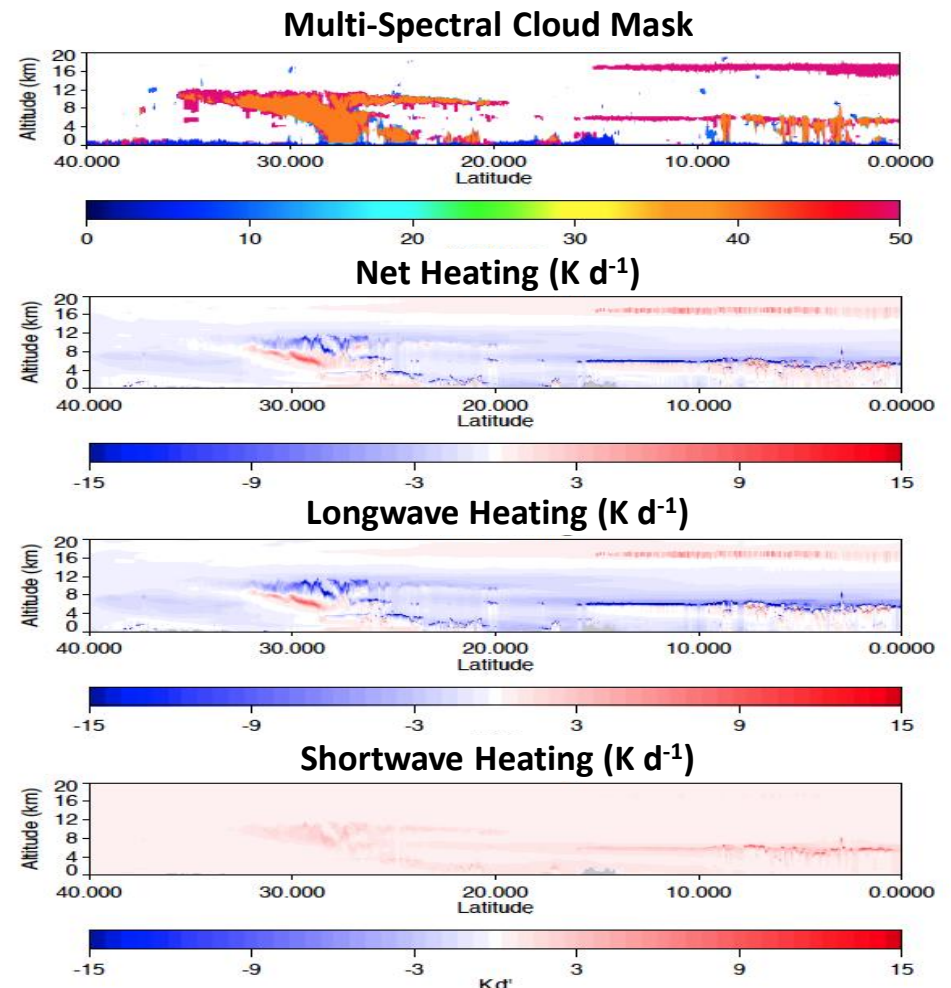 Multi-Spectral Cloud Mask
20
16
12
8
4
0
Altitude (km)
40.000 30.000 20.000 10.000 0.0000
Latitude
0 10 20 30 40 50
Net Heating (K d-1)
20
16
12
8
4
0
Altitude (km)
40.000 30.000 20.000 10.000 0.0000
Latitude
-15 -9 -3 3 9 15
Longwave Heating (K d-1)
20
16
12
8
4
0
Altitude (km)
40.000 30.000 20.000 10.000 0.0000
Latitude
-15 -9 -3 3 9 15
Shortwave Heating (K d-1)
20
16
12
8
4
0
Altitude (km)
40.000 30.000 20.000 10.000 0.0000
Latitude
-15 -9 -3 3 9 15